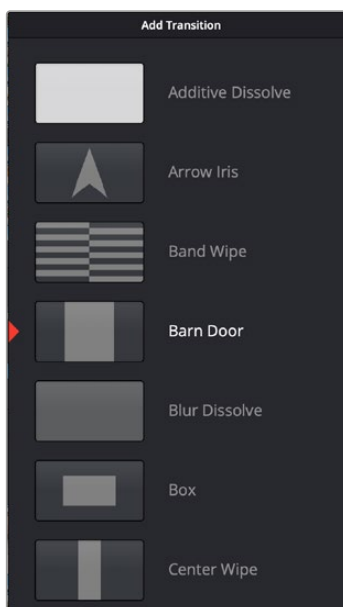 Add Transition
Additive Dissolve
Arrow Iris
Band Wipe
Barn Door
Blur Dissolve
Box
Center Wipe